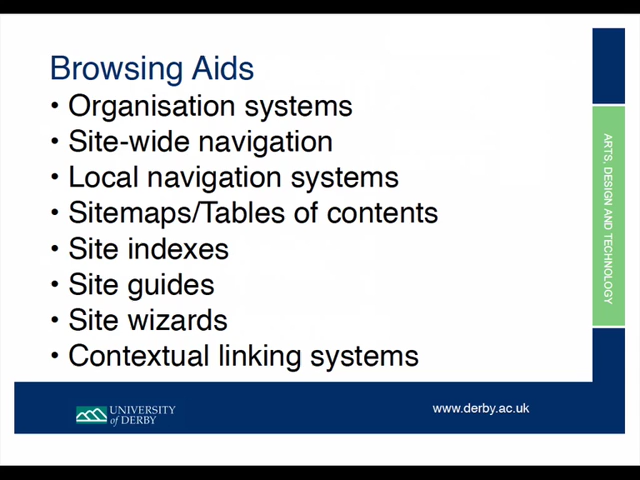 Browsing Aids
• Organisation systems
• Site-wide navigation
• Local navigation systems
• Sitemaps/Tables of contents
• Site indexes
• Site guides
• Site wizards
• Contextual linking systems
ARTS, DESIGN AND TECHNOLOGY
UNIVERSITY
of DERBY
www.derby.ac.uk